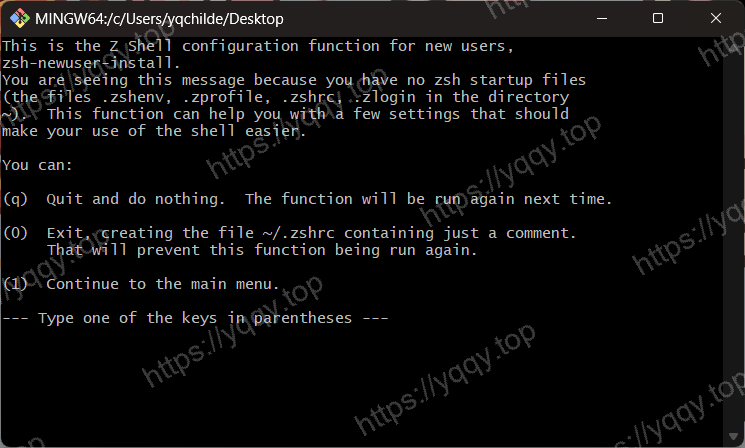 MINGW64:/c/Users/yqchilde/Desktop
This is the Z Shell configuration function for new users,
zsh-newuser-install.
You are seeing this message because you have no zsh startup files
(the files .zshenv, .zprofile, .zshrc, .zlogin in the directory
~).  This function can help you with a few settings that should
make your use of the shell easier.
You can:
(q)  Quit and do nothing.  The function will be run again next time.
(0)  Exit, creating the file ~/.zshrc containing just a comment.
     That will prevent this function being run again.
(1)  Continue to the main menu.
--- Type one of the keys in parentheses ---
https://yqqy.top
https://yqqy.top
https://yqqy.top
https://yqqy.top
https://yqqy.top
https://yqqy.top